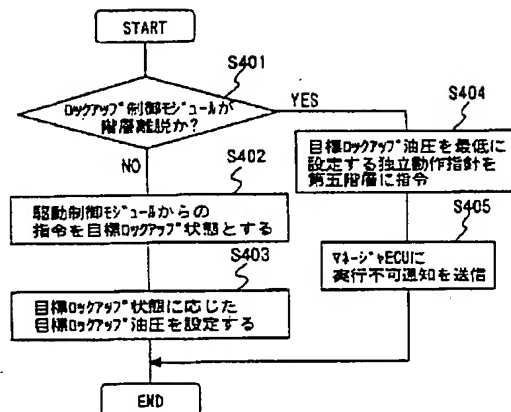 START
S401
ロックアップ制御モジュールが
階層離脱か?
YES
NO
S402
駆動制御モジュールからの
指令を目標ロックアップ状態とする
S403
目標ロックアップ状態に応じた
目標ロックアップ油圧を設定する
S404
目標ロックアップ油圧を最低に
設定する独立動作指針を
第五階層に指令
S405
マネージャECUに
実行不可通知を送信
END